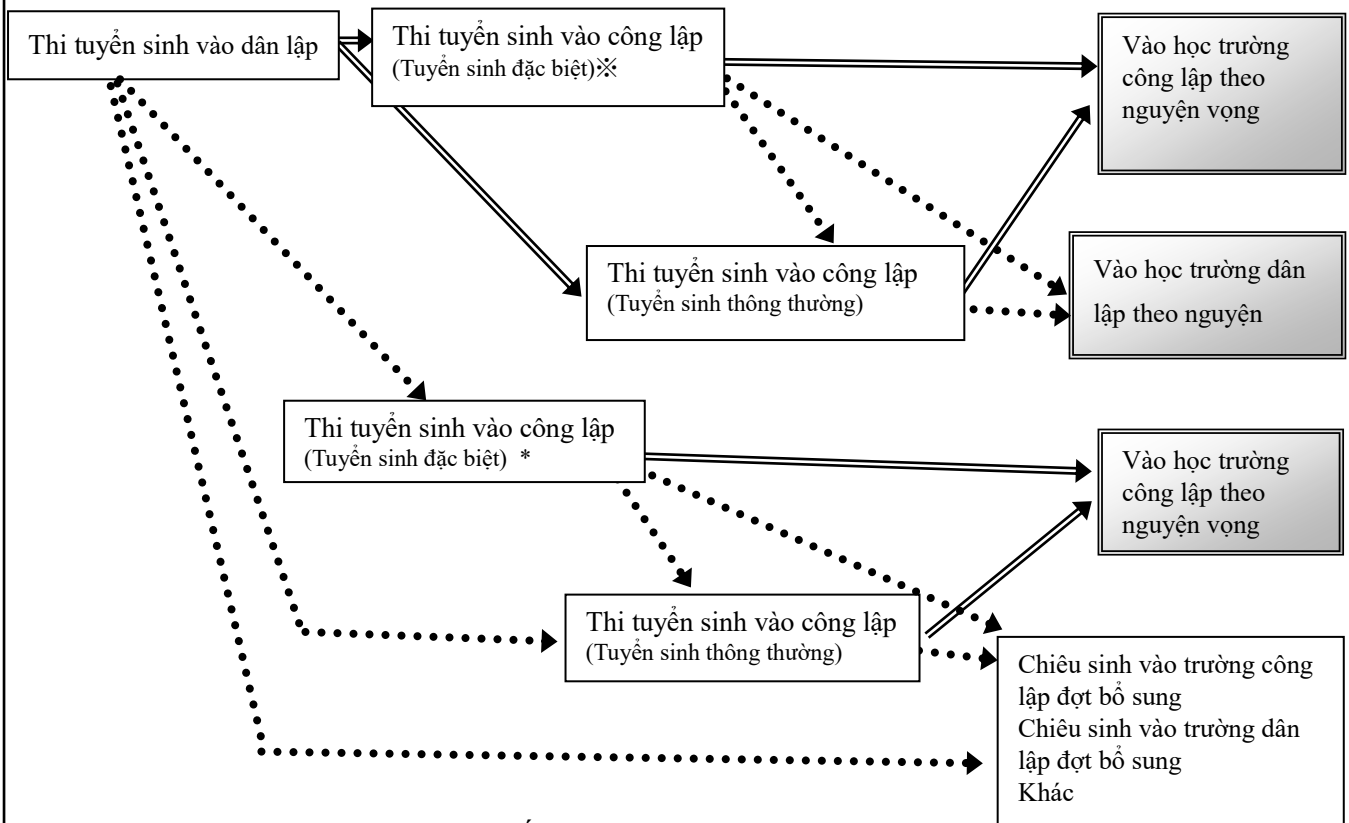 Thi tuyển sinh vào dân lập
Thi tuyển sinh vào công lập
(Tuyển sinh đặc biệt)※
Vào học trường
công lập theo
nguyện vọng
Thi tuyển sinh vào công lập
(Tuyển sinh thông thường)
Vào học trường dân
lập theo nguyện
Thi tuyển sinh vào công lập
(Tuyển sinh đặc biệt) *
Vào học trường
công lập theo
nguyện vọng
Thi tuyển sinh vào công lập
(Tuyển sinh thông thường)
Chiêu sinh vào trường công
lập đợt bổ sung
Chiêu sinh vào trường dân
lập đợt bổ sung
Khác